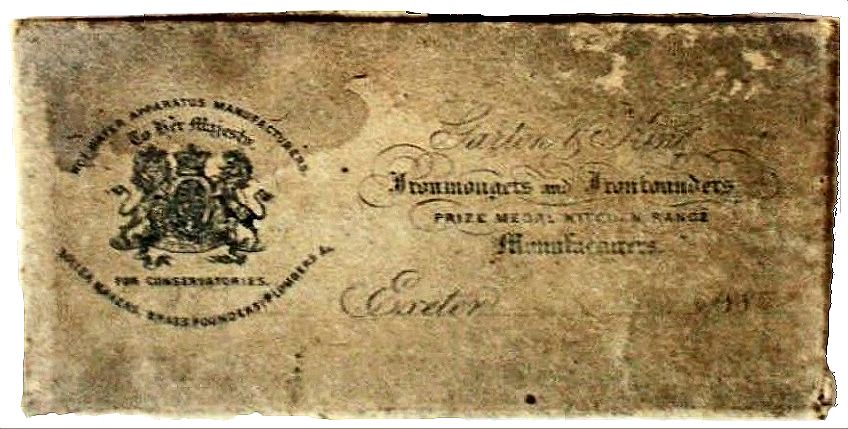 HOT WATER APPARATUS MANUFACTURERS
To Her Majesty
FOR CONSERVATORIES.
BOILER MAKERS, BRASS FOUNDERS, PLUMBERS &
Garton &
Ironmongers and Ironfounders
PRIZE MEDAL KITCHEN RANGE
Manufacturers.
Exeter